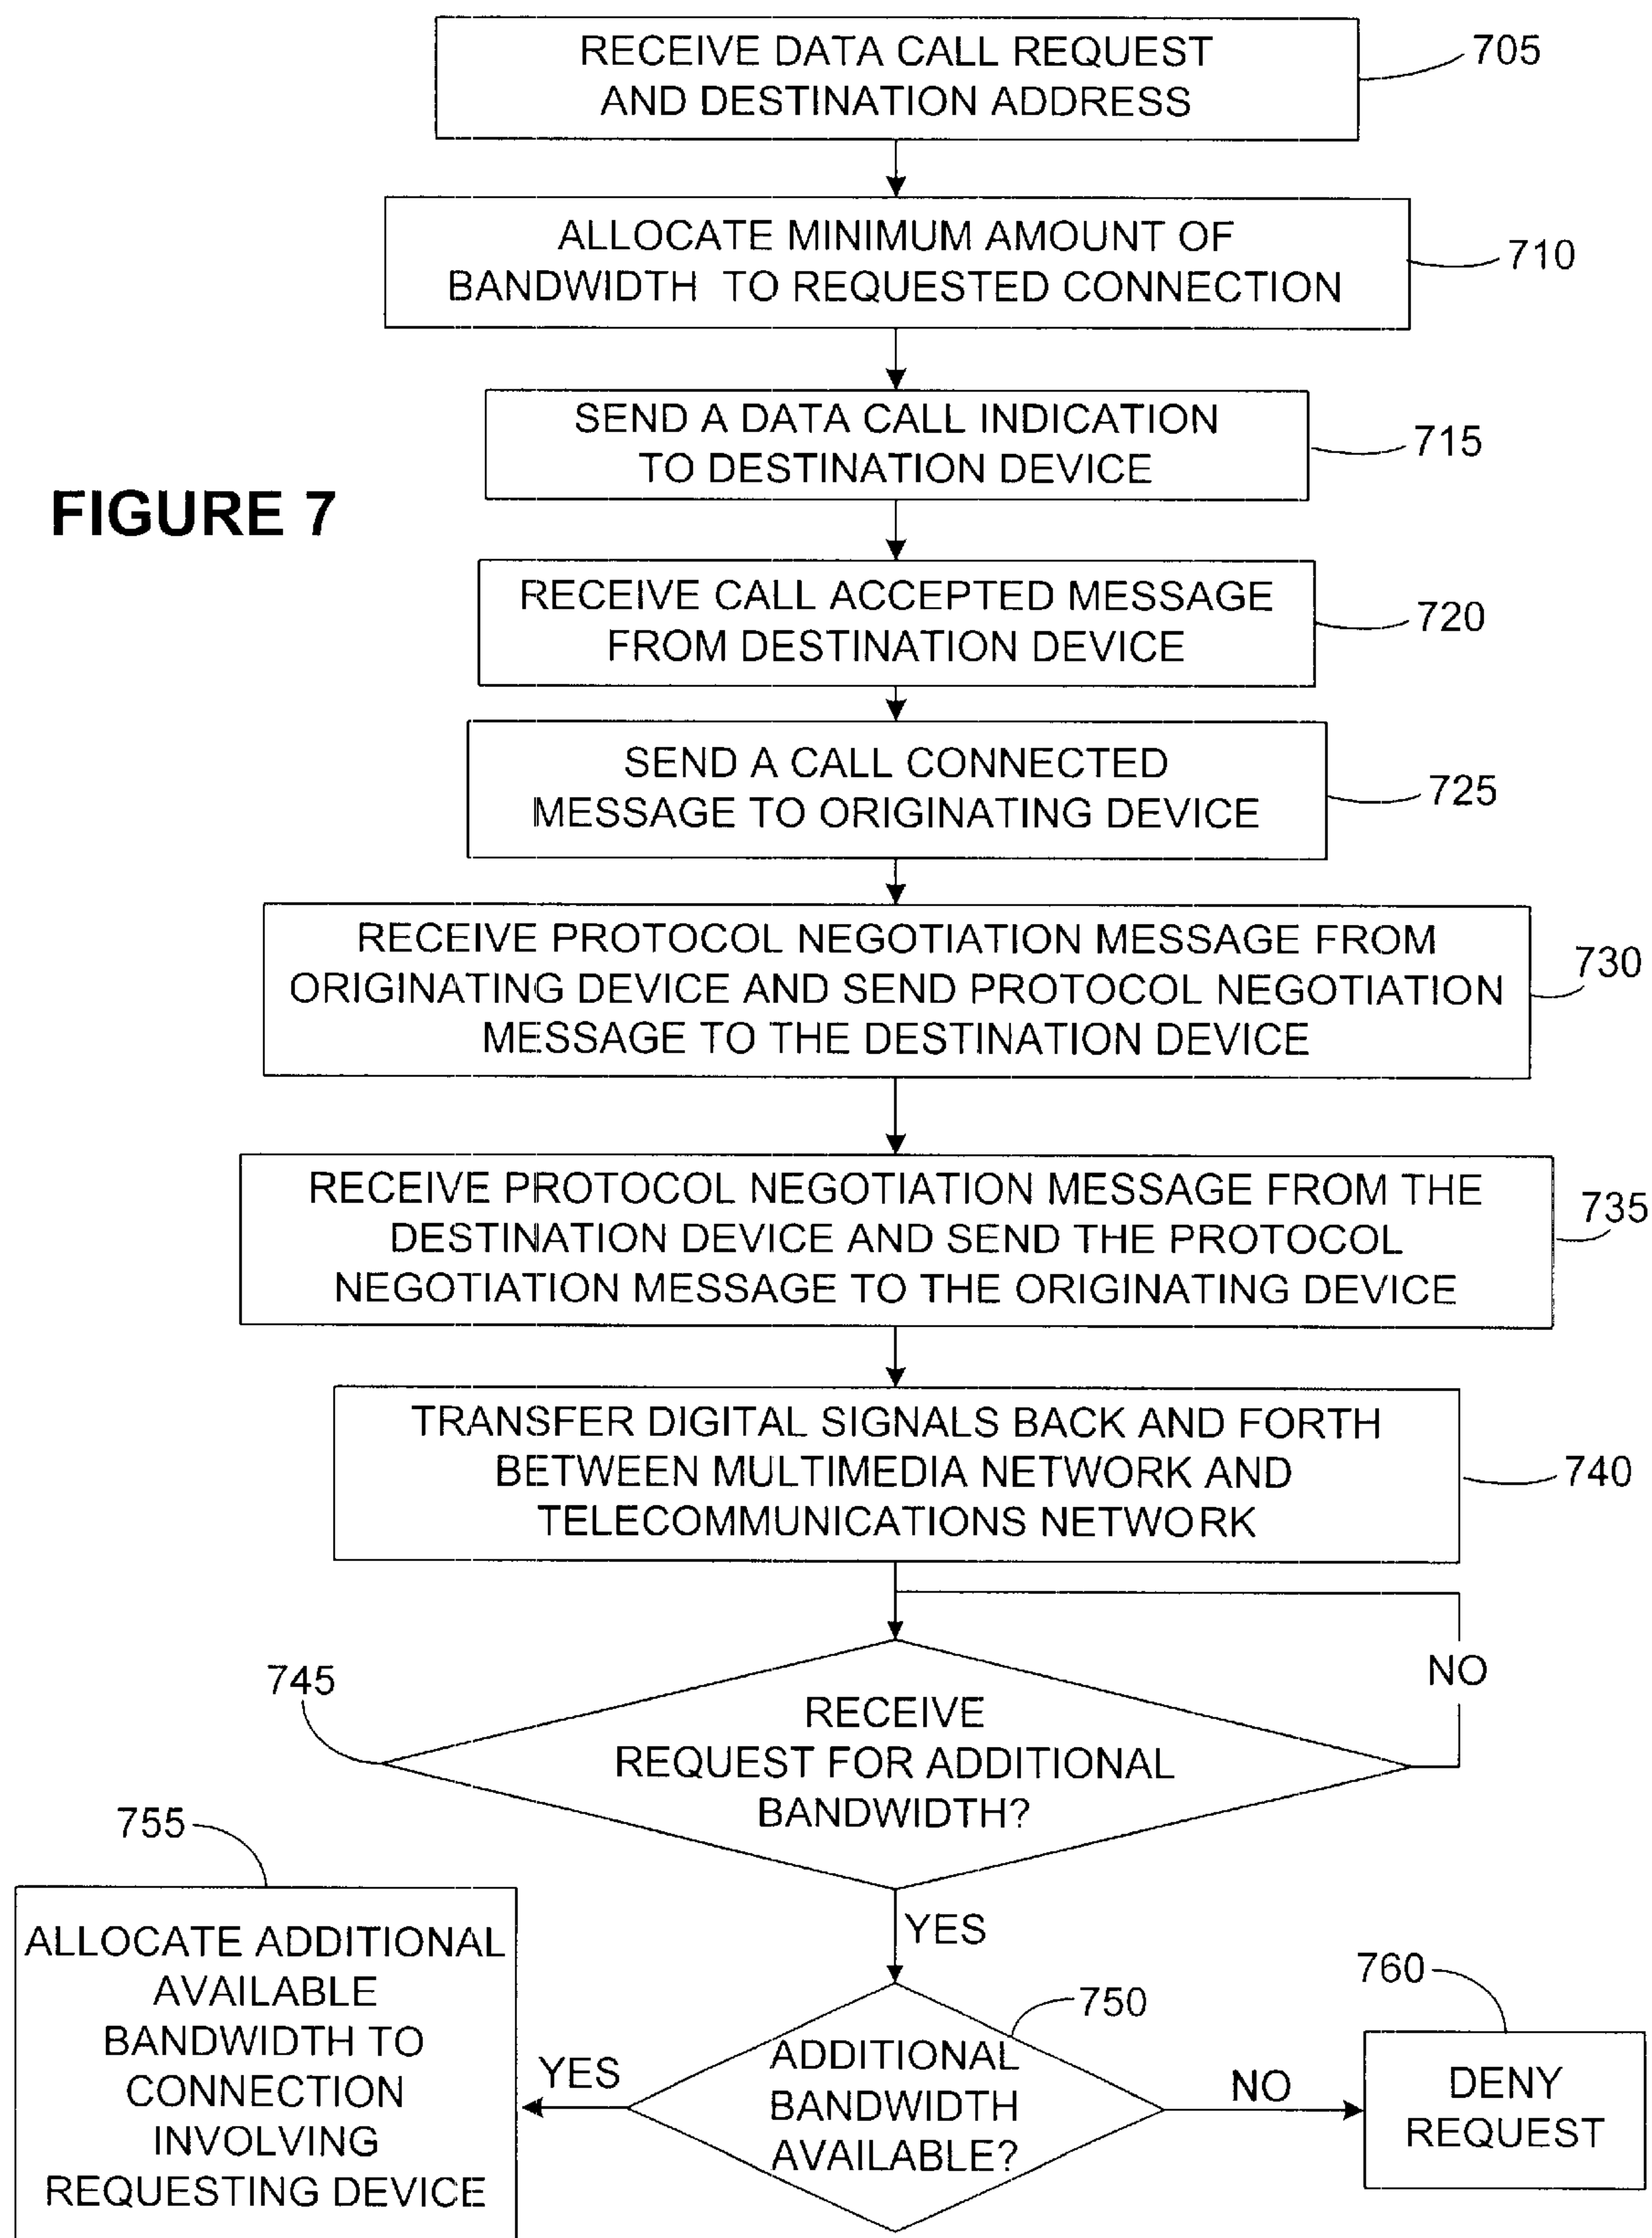 RECEIVE DATA CALL REQUEST
AND DESTINATION ADDRESS
705
ALLOCATE MINIMUM AMOUNT OF
BANDWIDTH TO REQUESTED CONNECTION
710
SEND A DATA CALL INDICATION
TO DESTINATION DEVICE
715
FIGURE 7
RECEIVE CALL ACCEPTED MESSAGE
FROM DESTINATION DEVICE
720
SEND A CALL CONNECTED
MESSAGE TO ORIGINATING DEVICE
725
RECEIVE PROTOCOL NEGOTIATION MESSAGE FROM
ORIGINATING DEVICE AND SEND PROTOCOL NEGOTIATION
MESSAGE TO THE DESTINATION DEVICE
730
RECEIVE PROTOCOL NEGOTIATION MESSAGE FROM THE
DESTINATION DEVICE AND SEND THE PROTOCOL
NEGOTIATION MESSAGE TO THE ORIGINATING DEVICE
735
TRANSFER DIGITAL SIGNALS BACK AND FORTH
BETWEEN MULTIMEDIA NETWORK AND
TELECOMMUNICATIONS NETWORK
740
745
RECEIVE
REQUEST FOR ADDITIONAL
BANDWIDTH?
NO
YES
755
ALLOCATE ADDITIONAL
AVAILABLE
BANDWIDTH TO
CONNECTION
INVOLVING
REQUESTING DEVICE
YES
750
ADDITIONAL
BANDWIDTH
AVAILABLE?
NO
760
DENY
REQUEST